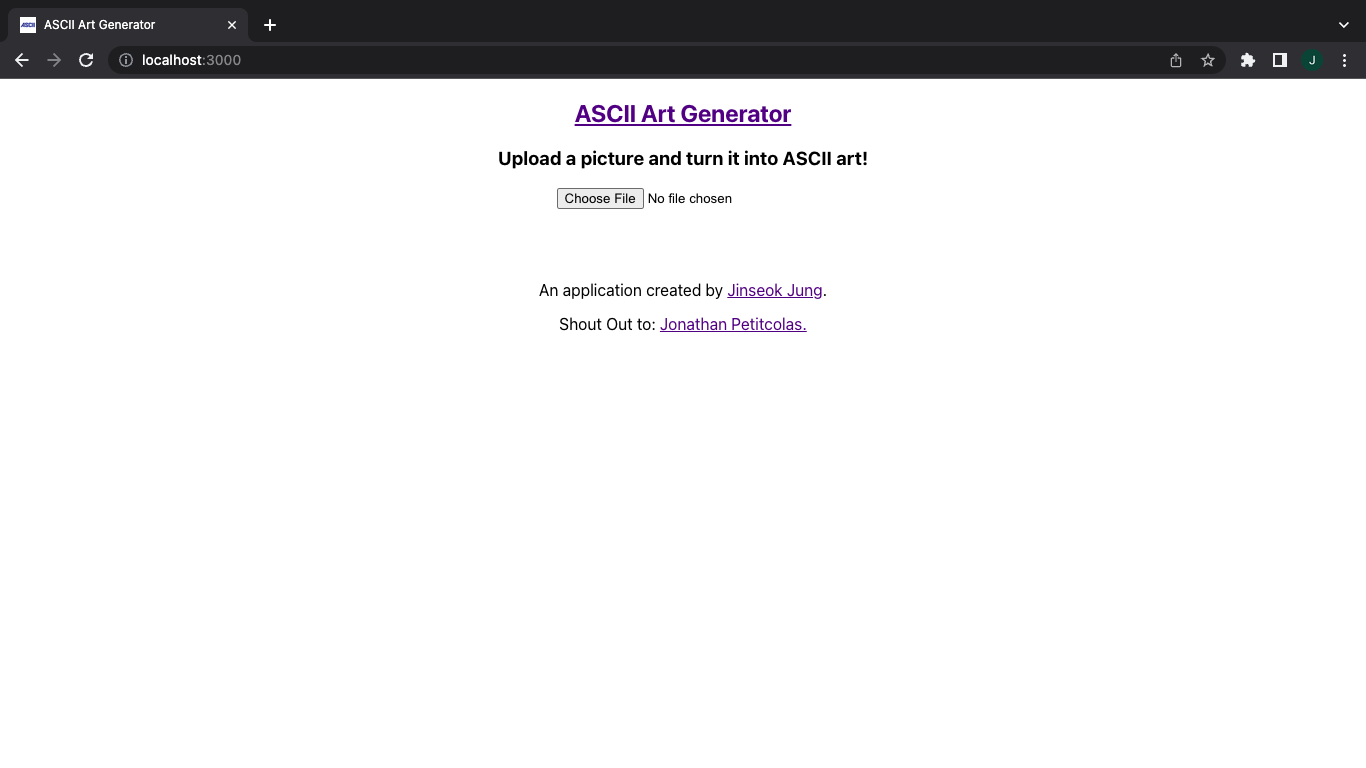 ASCII
ASCII Art Generator
localhost:3000
J
ASCII Art Generator
Upload a picture and turn it into ASCII art!
Choose File No file chosen
An application created by Jinseok Jung.
Shout Out to: Jonathan Petitcolas.